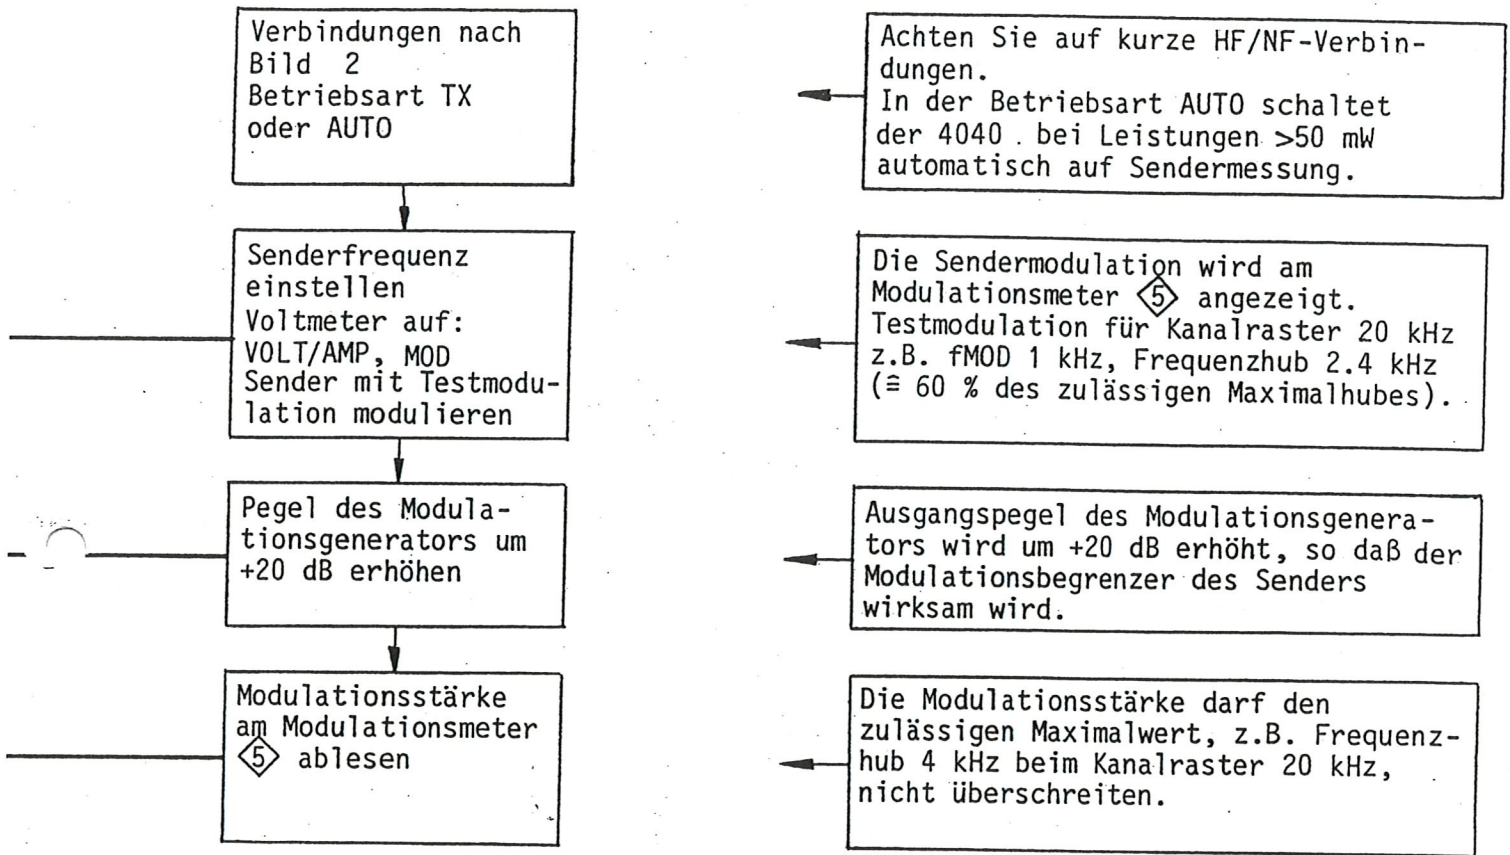 Verbindungen nach
Bild 2
Betriebsart TX
oder AUTO
Achten Sie auf kurze HF/NF-Verbin-
dungen.
In der Betriebsart AUTO schaltet
der 4040 . bei Leistungen >50 mW
automatisch auf Sendermessung.
Senderfrequenz
einstellen
Voltmeter auf:
VOLT/AMP, MOD
Sender mit Testmodu-
lation modulieren
Die Sendermodulation wird am
Modulationsmeter 5 angezeigt.
Testmodulation für Kanalraster 20 kHz
z.B. fMOD 1 kHz, Frequenzhub 2.4 kHz
(≙ 60 % des zulässigen Maximalhubes).
Pegel des Modula-
tionsgenerators um
+20 dB erhöhen
Ausgangspegel des Modulationsgenera-
tors wird um +20 dB erhöht, so daß der
Modulationsbegrenzer des Senders
wirksam wird.
Modulationsstärke
am Modulationsmeter
5 ablesen
Die Modulationsstärke darf den
zulässigen Maximalwert, z.B. Frequenz-
hub 4 kHz beim Kanalraster 20 kHz,
nicht überschreiten.